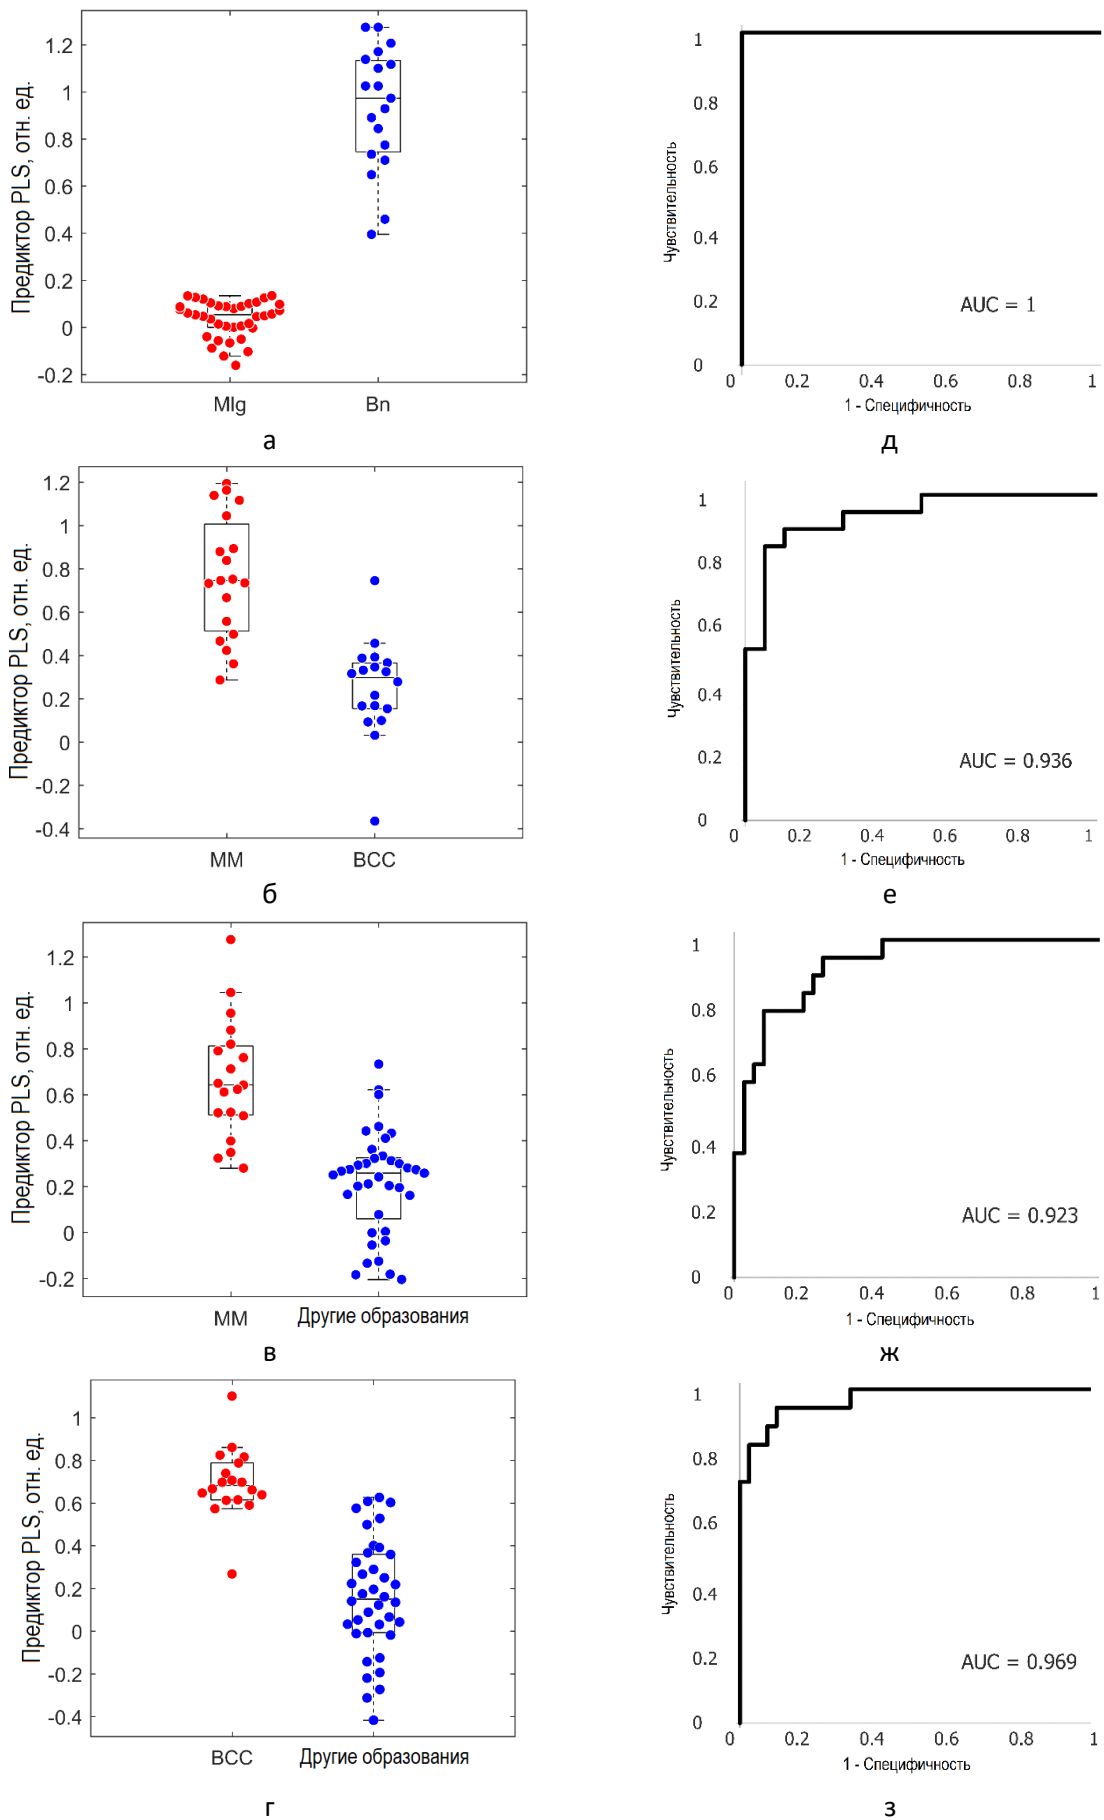 Предиктор PLS, отн. ед.
1.2
1
0.8
0.6
0.4
0.2
0
-0.2
Mlg Bn
а
Чувствительность
1
0.8
0.6
0.4
0.2
0
0 0.2 0.4 0.6 0.8 1
1 - Специфичность
AUC = 1
д
Предиктор PLS, отн. ед.
1.2
1
0.8
0.6
0.4
0.2
0
-0.2
-0.4
MM BCC
б
Чувствительность
1
0.8
0.6
0.4
0.2
0
0 0.2 0.4 0.6 0.8 1
1 - Специфичность
AUC = 0.936
е
Предиктор PLS, отн. ед.
1.2
1
0.8
0.6
0.4
0.2
0
-0.2
MM Другие образования
в
Чувствительность
1
0.8
0.6
0.4
0.2
0
0 0.2 0.4 0.6 0.8 1
1 - Специфичность
AUC = 0.923
ж
Предиктор PLS, отн. ед.
1
0.8
0.6
0.4
0.2
0
-0.2
-0.4
BCC Другие образования
г
Чувствительность
1
0.8
0.6
0.4
0.2
0
0 0.2 0.4 0.6 0.8 1
1 - Специфичность
AUC = 0.969
з